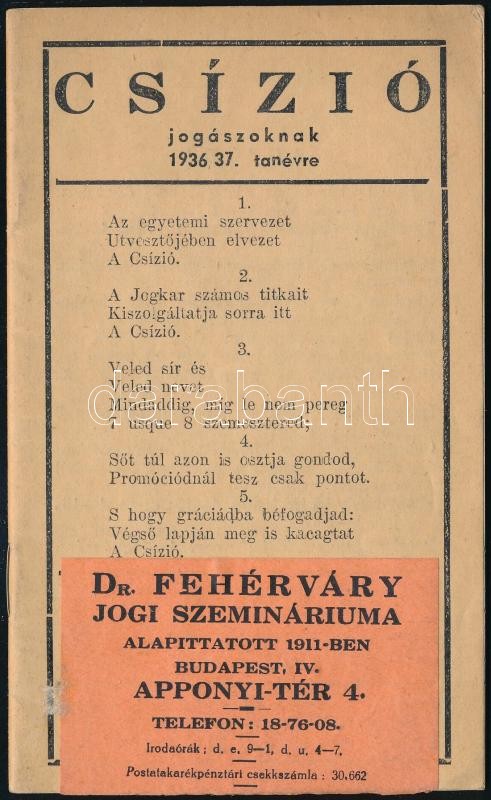 CSÍZIÓ
jogászoknak
1936/37. tanévre
1.
Az egyetemi szervezet
Utvesztőjében elvezet
A Csízió.
2.
A Jogkar számos titkait
Kiszolgáltatja sorra itt
A Csízió.
3.
Veled sír és
Veled nevet
Mindaddig, míg le nem pereg
1 usque 8 szemesztered;
4.
Sőt túl azon is osztja gondod,
Promóciódnál tesz csak pontot.
5.
S hogy gráciádba béfogadjad:
Végső lapján meg is kacagtat
A Csízió.
darabanth
DR. FEHÉRVÁRY
JOGI SZEMINÁRIUMA
ALAPITTATOTT 1911-BEN
BUDAPEST, IV.
APPONYI-TÉR 4.
TELEFON: 18-76-08.
Irodaórák: d. e. 9—1, d. u. 4—7.
Postatakarékpénztári csekkszámla: 30.662